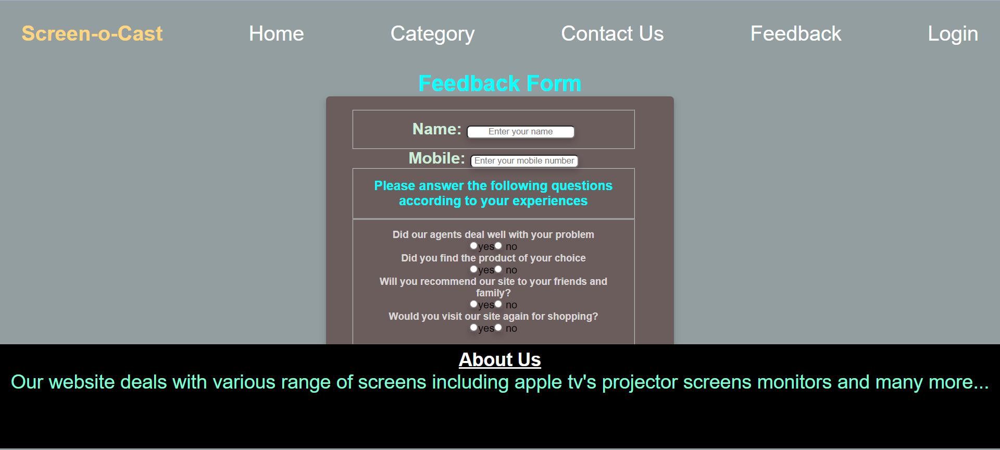 Screen-o-Cast Home Category Contact Us Feedback Login
Feedback Form
Name: Enter your name
Mobile: Enter your mobile number
Please answer the following questions
according to your experiences
Did our agents deal well with your problem
yes no
Did you find the product of your choice
yes no
Will you recommend our site to your friends and
family?
yes no
Would you visit our site again for shopping?
yes no
About Us
Our website deals with various range of screens including apple tv's projector screens monitors and many more...